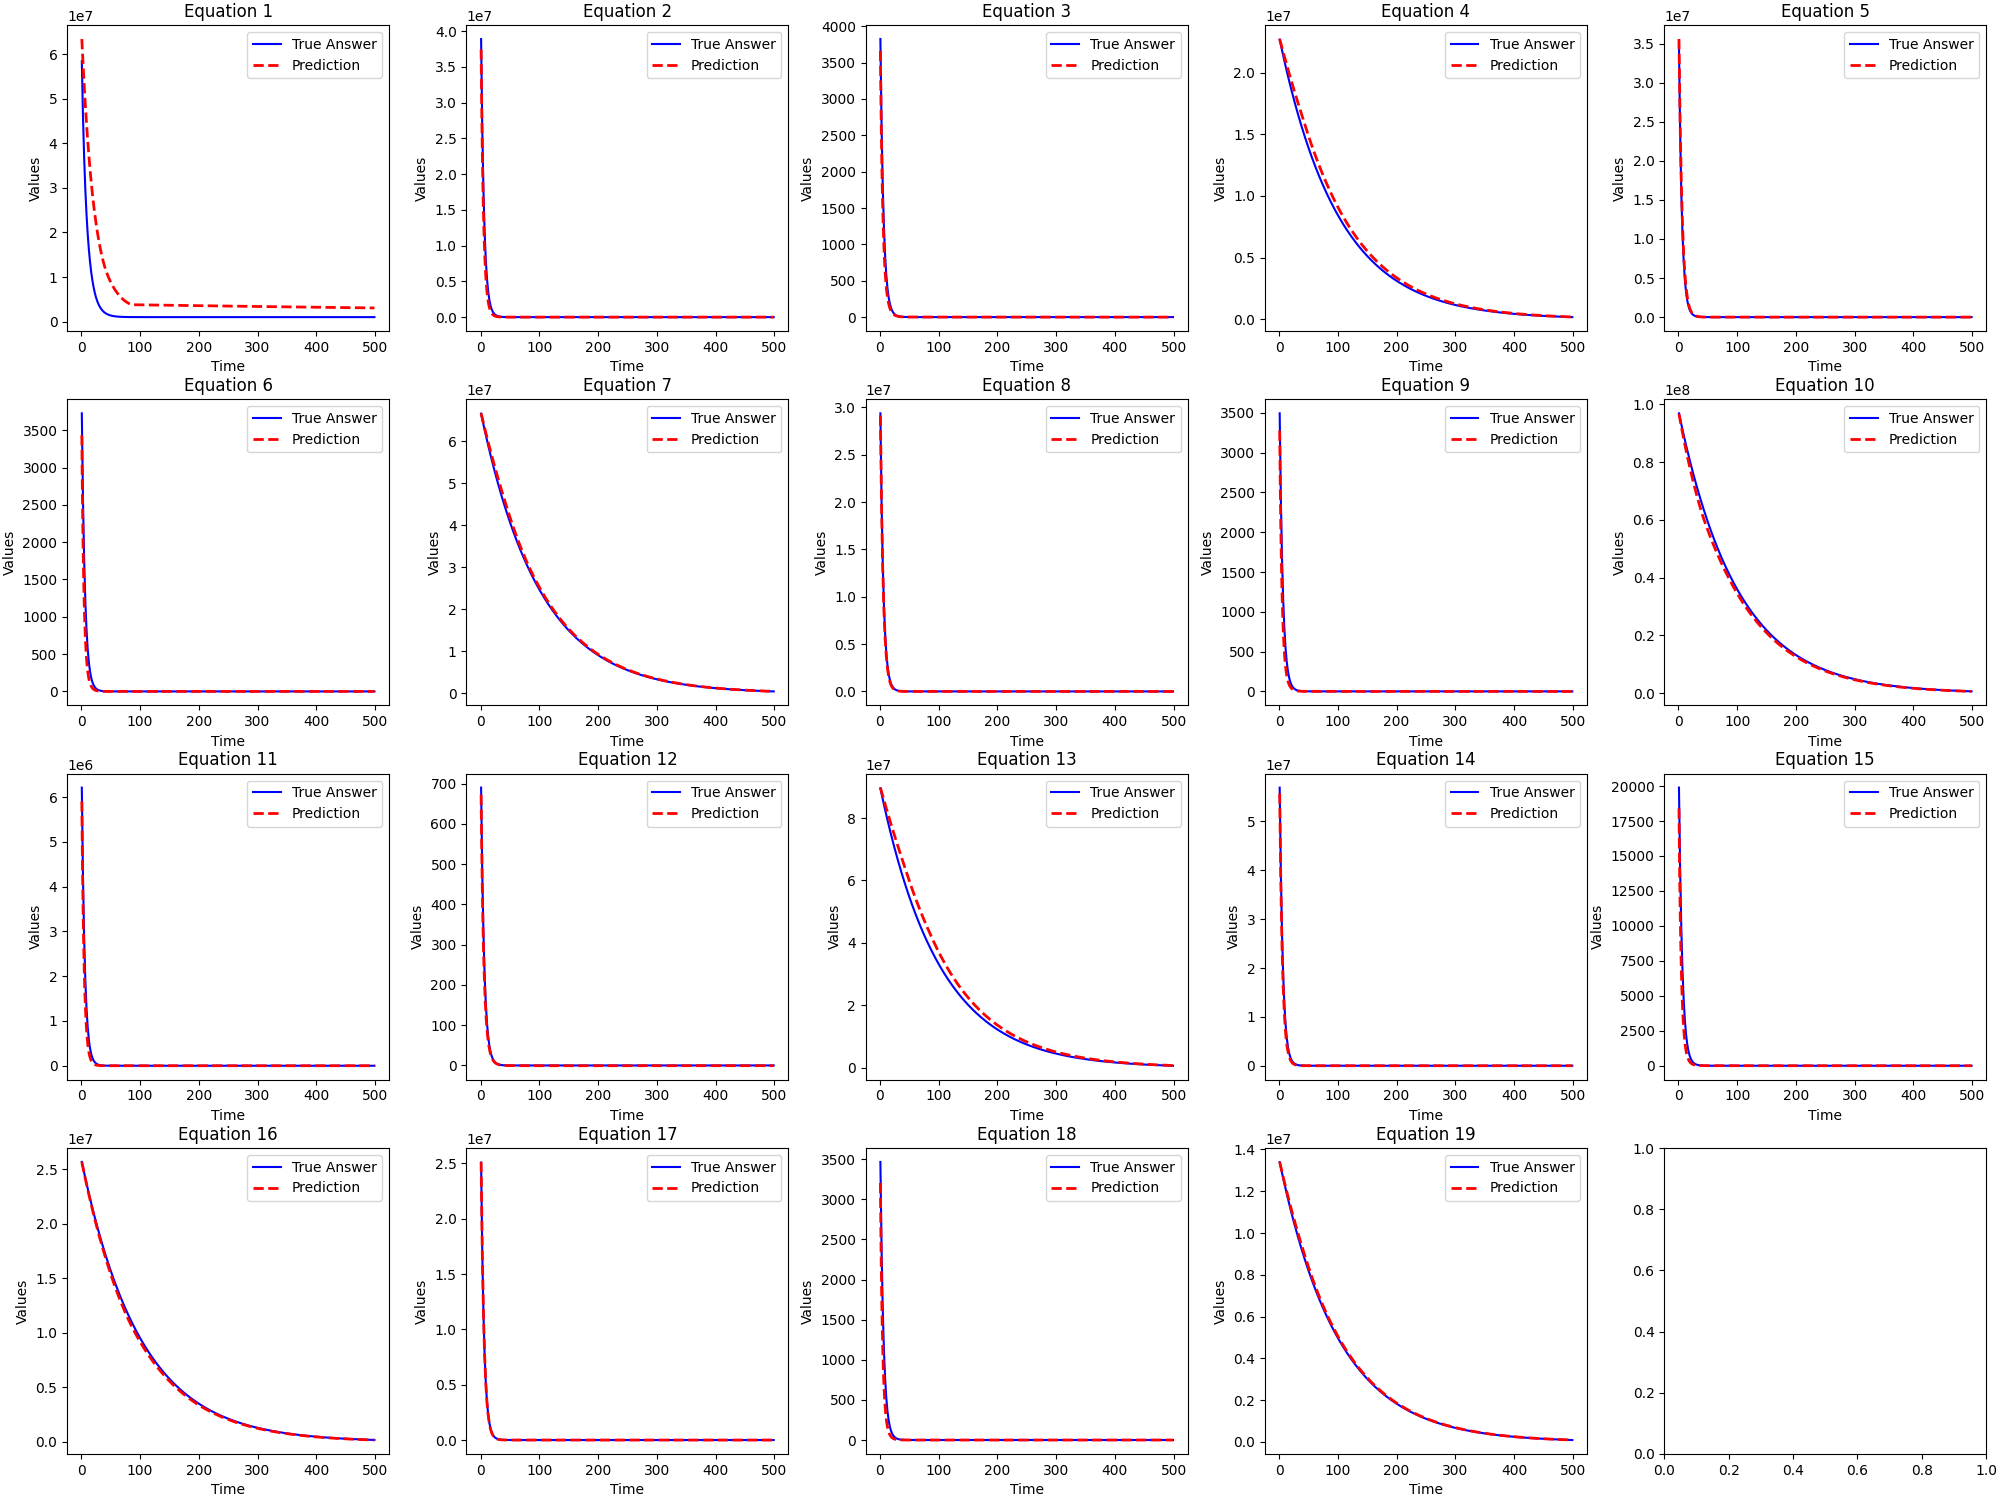 Equation 1
1e7
True Answer
Prediction
6
5
4
3
2
1
0
Values
0 100 200 300 400 500
Time
Equation 2
1e7
True Answer
Prediction
4.0
3.5
3.0
2.5
2.0
1.5
1.0
0.5
0.0
Values
0 100 200 300 400 500
Time
Equation 3
True Answer
Prediction
4000
3500
3000
2500
2000
1500
1000
500
0
Values
0 100 200 300 400 500
Time
Equation 4
1e7
True Answer
Prediction
2.0
1.5
1.0
0.5
0.0
Values
0 100 200 300 400 500
Time
Equation 5
1e7
True Answer
Prediction
3.5
3.0
2.5
2.0
1.5
1.0
0.5
0.0
Values
0 100 200 300 400 500
Time
Equation 6
True Answer
Prediction
3500
3000
2500
2000
1500
1000
500
0
Values
0 100 200 300 400 500
Time
Equation 7
1e7
True Answer
Prediction
6
5
4
3
2
1
0
Values
0 100 200 300 400 500
Time
Equation 8
1e7
True Answer
Prediction
3.0
2.5
2.0
1.5
1.0
0.5
0.0
Values
0 100 200 300 400 500
Time
Equation 9
True Answer
Prediction
3500
3000
2500
2000
1500
1000
500
0
Values
0 100 200 300 400 500
Time
Equation 10
1e8
True Answer
Prediction
1.0
0.8
0.6
0.4
0.2
0.0
Values
0 100 200 300 400 500
Time
Equation 11
1e6
True Answer
Prediction
6
5
4
3
2
1
0
Values
0 100 200 300 400 500
Time
Equation 12
True Answer
Prediction
700
600
500
400
300
200
100
0
Values
0 100 200 300 400 500
Time
Equation 13
1e7
True Answer
Prediction
8
6
4
2
0
Values
0 100 200 300 400 500
Time
Equation 14
1e7
True Answer
Prediction
5
4
3
2
1
0
Values
0 100 200 300 400 500
Time
Equation 15
True Answer
Prediction
20000
17500
15000
12500
10000
7500
5000
2500
0
Values
0 100 200 300 400 500
Time
Equation 16
1e7
True Answer
Prediction
2.5
2.0
1.5
1.0
0.5
0.0
Values
0 100 200 300 400 500
Time
Equation 17
1e7
True Answer
Prediction
2.5
2.0
1.5
1.0
0.5
0.0
Values
0 100 200 300 400 500
Time
Equation 18
True Answer
Prediction
3500
3000
2500
2000
1500
1000
500
0
Values
0 100 200 300 400 500
Time
Equation 19
1e7
True Answer
Prediction
1.4
1.2
1.0
0.8
0.6
0.4
0.2
0.0
Values
0 100 200 300 400 500
Time
1.0
0.8
0.6
0.4
0.2
0.0
0.0 0.2 0.4 0.6 0.8 1.0